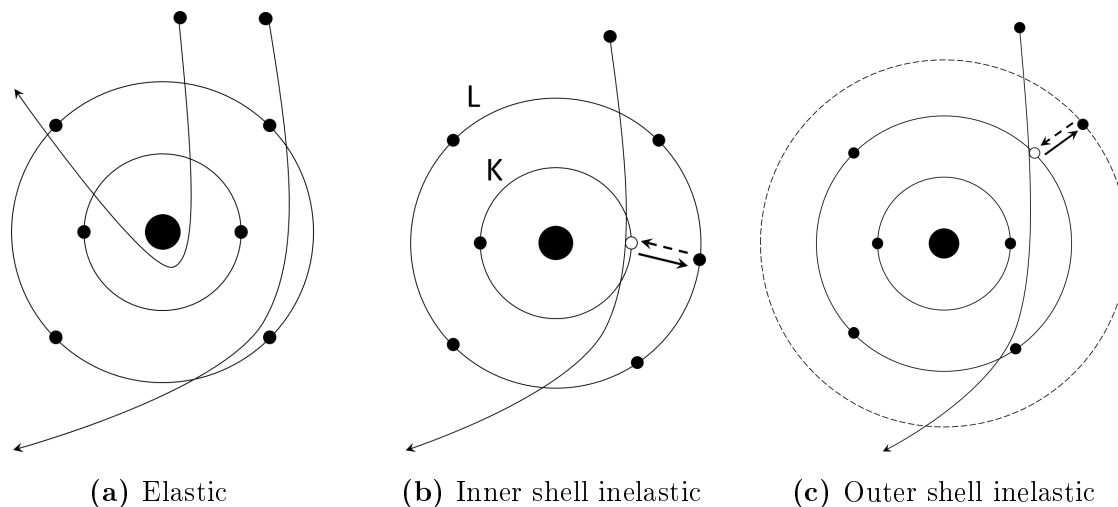 L
K
(a) Elastic
(b) Inner shell inelastic
(c) Outer shell inelastic